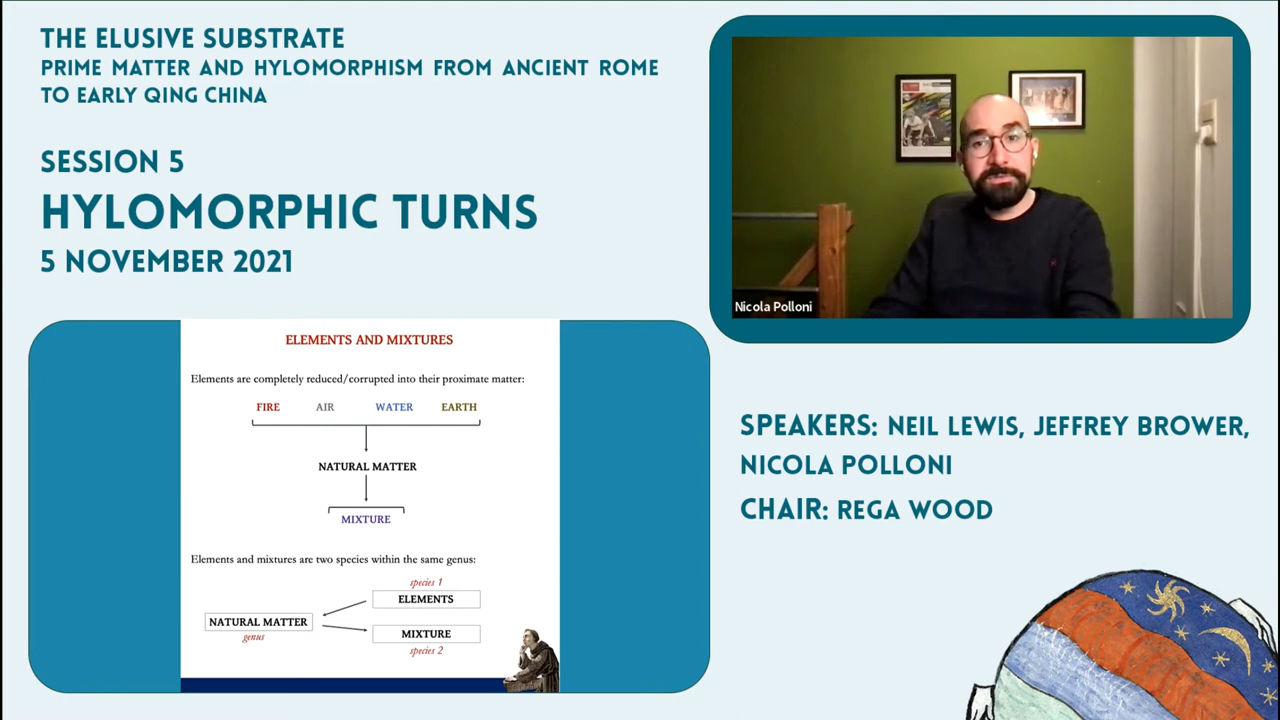 THE ELUSIVE SUBSTRATE
PRIME MATTER AND HYLOMORPHISM FROM ANCIENT ROME
TO EARLY QING CHINA
SESSION 5
HYLOMORPHIC TURNS
5 NOVEMBER 2021
Nicola Polloni
ELEMENTS AND MIXTURES
Elements are completely reduced/corrupted into their proximate matter:
FIRE AIR WATER EARTH
NATURAL MATTER
MIXTURE
Elements and mixtures are two species within the same genus:
species 1
ELEMENTS
NATURAL MATTER
genus
MIXTURE
species 2
SPEAKERS: NEIL LEWIS, JEFFREY BROWER,
NICOLA POLLONI
CHAIR: REGA WOOD